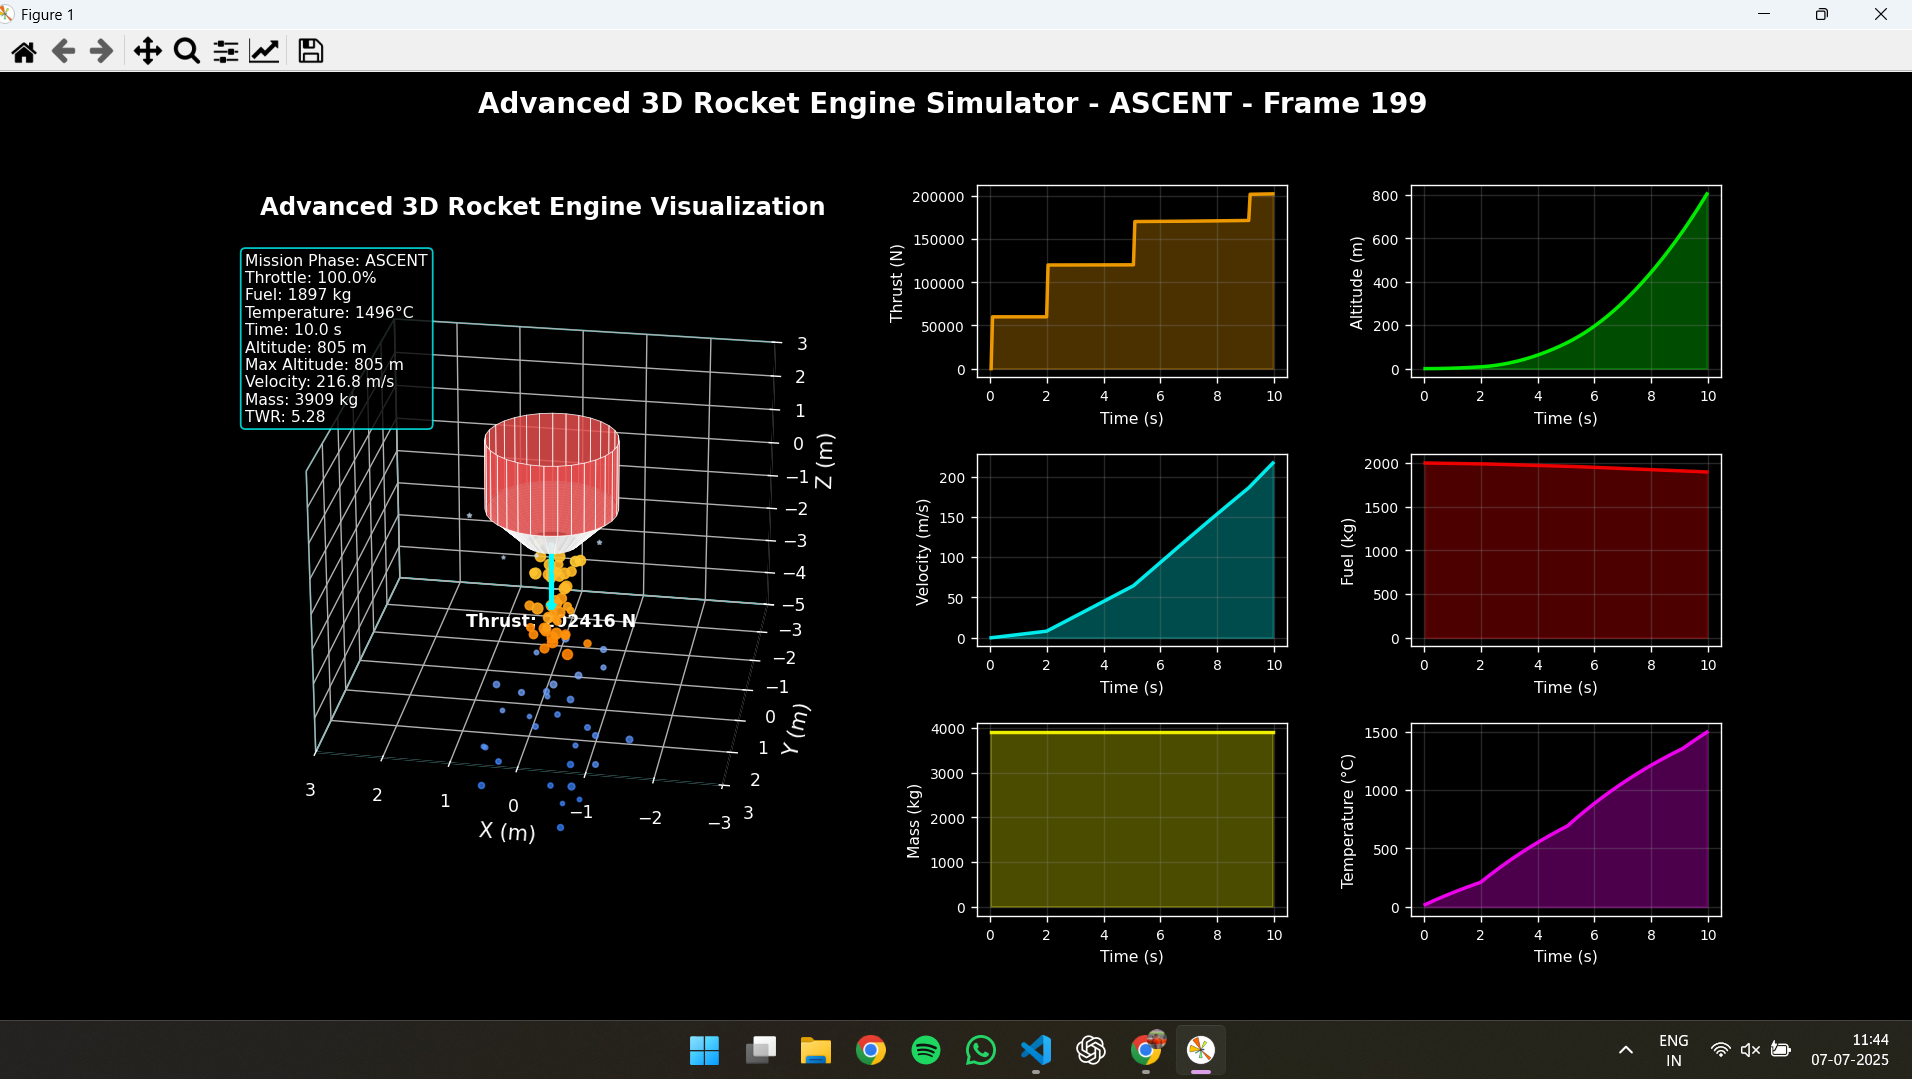 Figure 1
Advanced 3D Rocket Engine Simulator - ASCENT - Frame 199
Advanced 3D Rocket Engine Visualization
Mission Phase: ASCENT
Throttle: 100.0%
Fuel: 1897 kg
Temperature: 1496°C
Time: 10.0 s
Altitude: 805 m
Max Altitude: 805 m
Velocity: 216.8 m/s
Mass: 3909 kg
TWR: 5.28
3
2
1
0
−1
−2
−3
−4
−5
Z (m)
−3
−2
−1
0
1
2
3
Y (m)
3
2
1
0
−1
−2
−3
X (m)
Thrust: 202416 N
200000
150000
100000
50000
0
Thrust (N)
0 2 4 6 8 10
Time (s)
800
600
400
200
0
Altitude (m)
0 2 4 6 8 10
Time (s)
200
150
100
50
0
Velocity (m/s)
0 2 4 6 8 10
Time (s)
2000
1500
1000
500
0
Fuel (kg)
0 2 4 6 8 10
Time (s)
4000
3000
2000
1000
0
Mass (kg)
0 2 4 6 8 10
Time (s)
1500
1000
500
0
Temperature (°C)
0 2 4 6 8 10
Time (s)
ENG
IN
11:44
07-07-2025